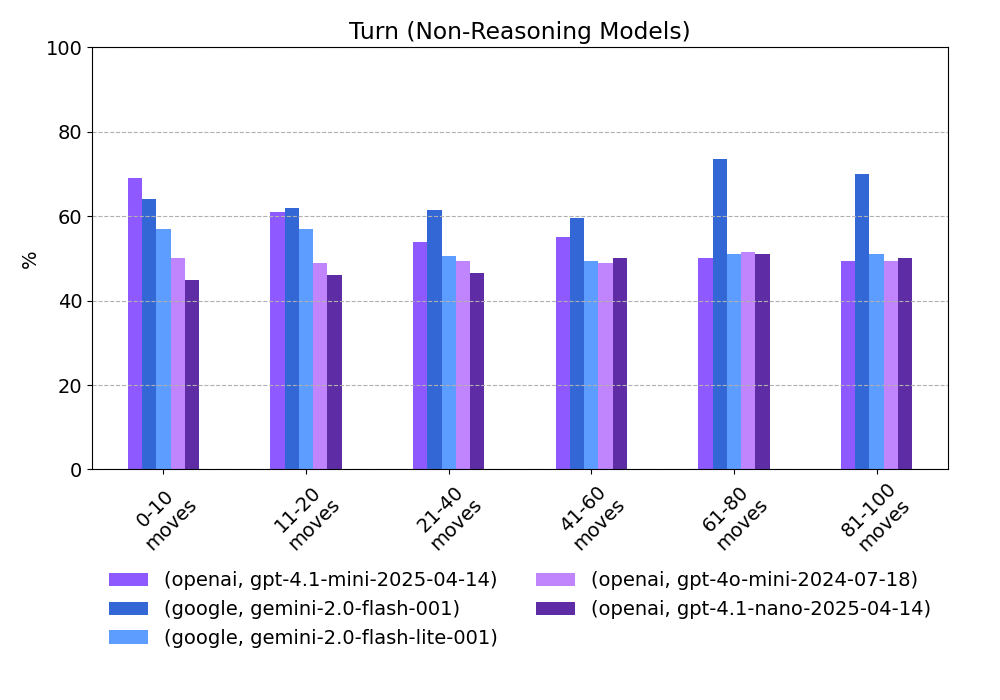 Turn (Non-Reasoning Models)
100
80
60
40
20
0
%
0-10
moves
11-20
moves
21-40
moves
41-60
moves
61-80
moves
81-100
moves
(openai, gpt-4.1-mini-2025-04-14)
(google, gemini-2.0-flash-001)
(google, gemini-2.0-flash-lite-001)
(openai, gpt-4o-mini-2024-07-18)
(openai, gpt-4.1-nano-2025-04-14)